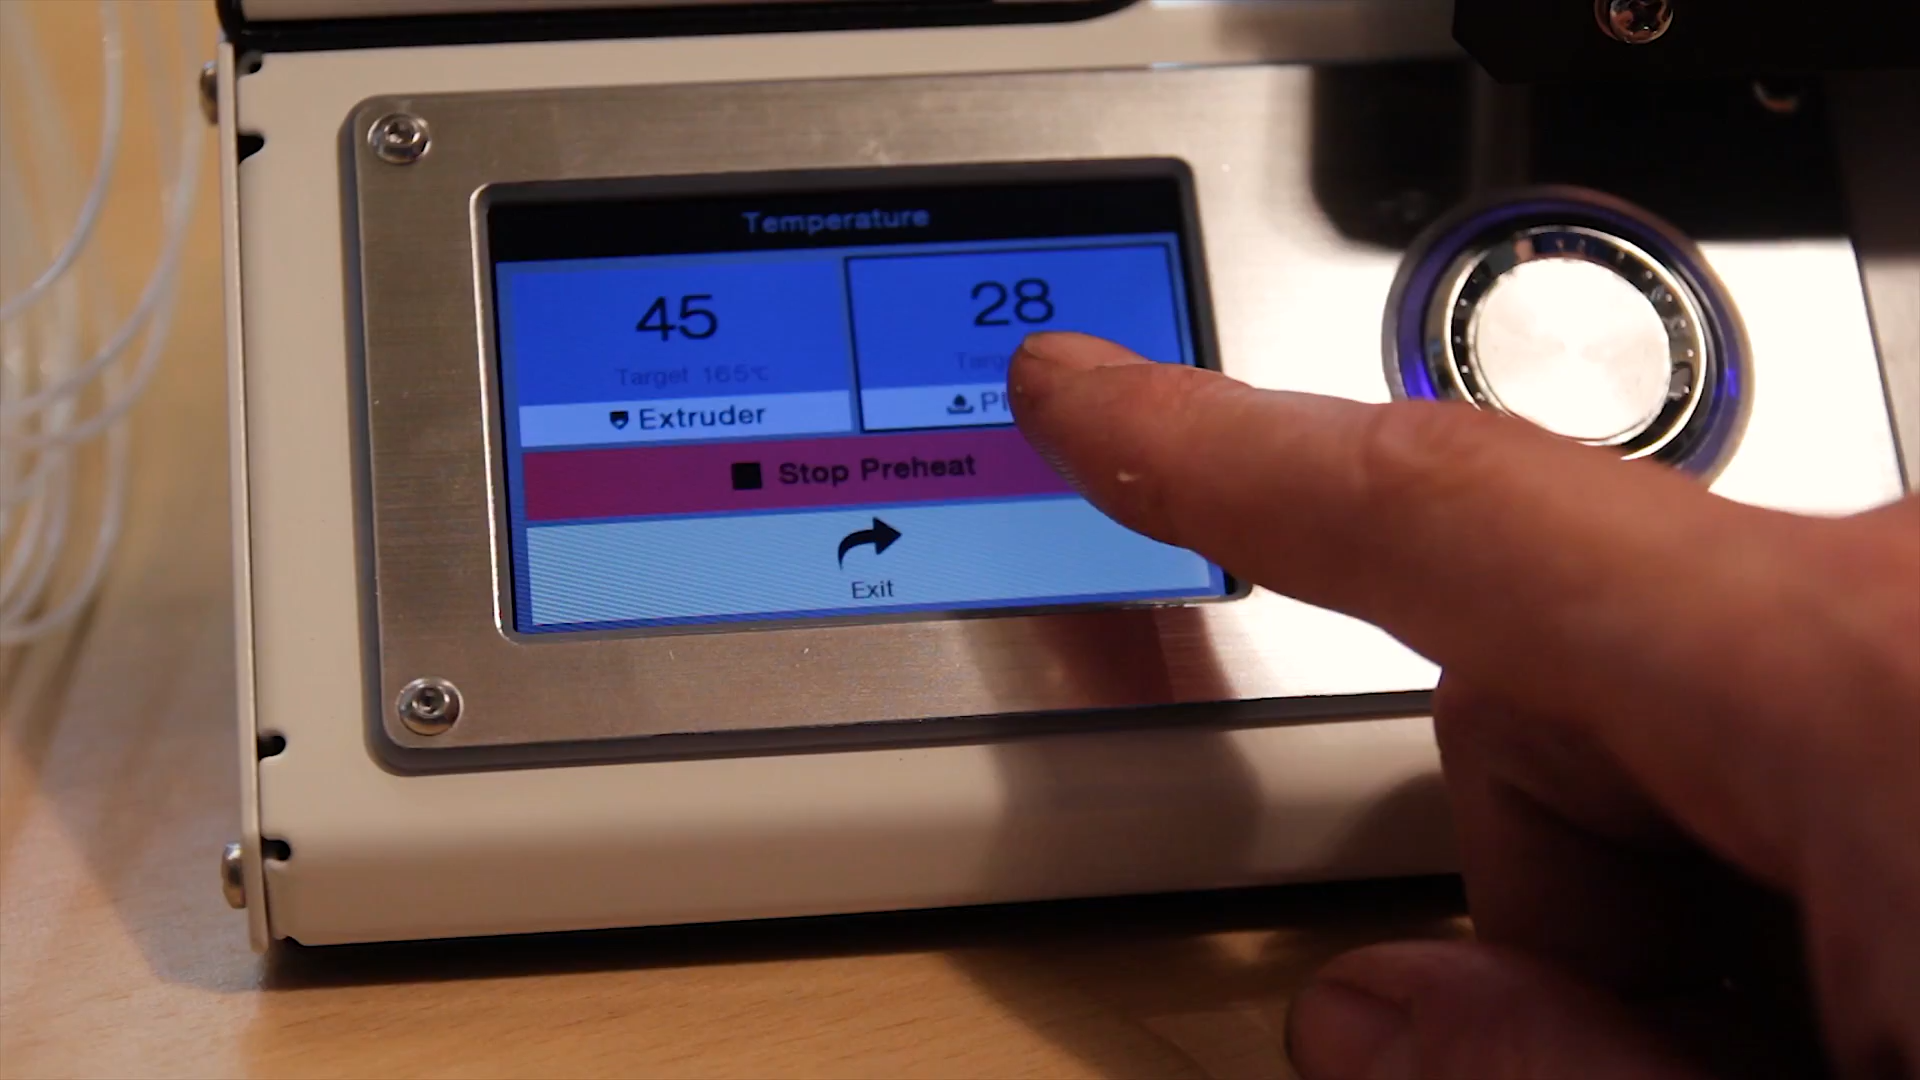 Temperature
45 28
Target 165℃
Extruder
Stop Preheat
Exit